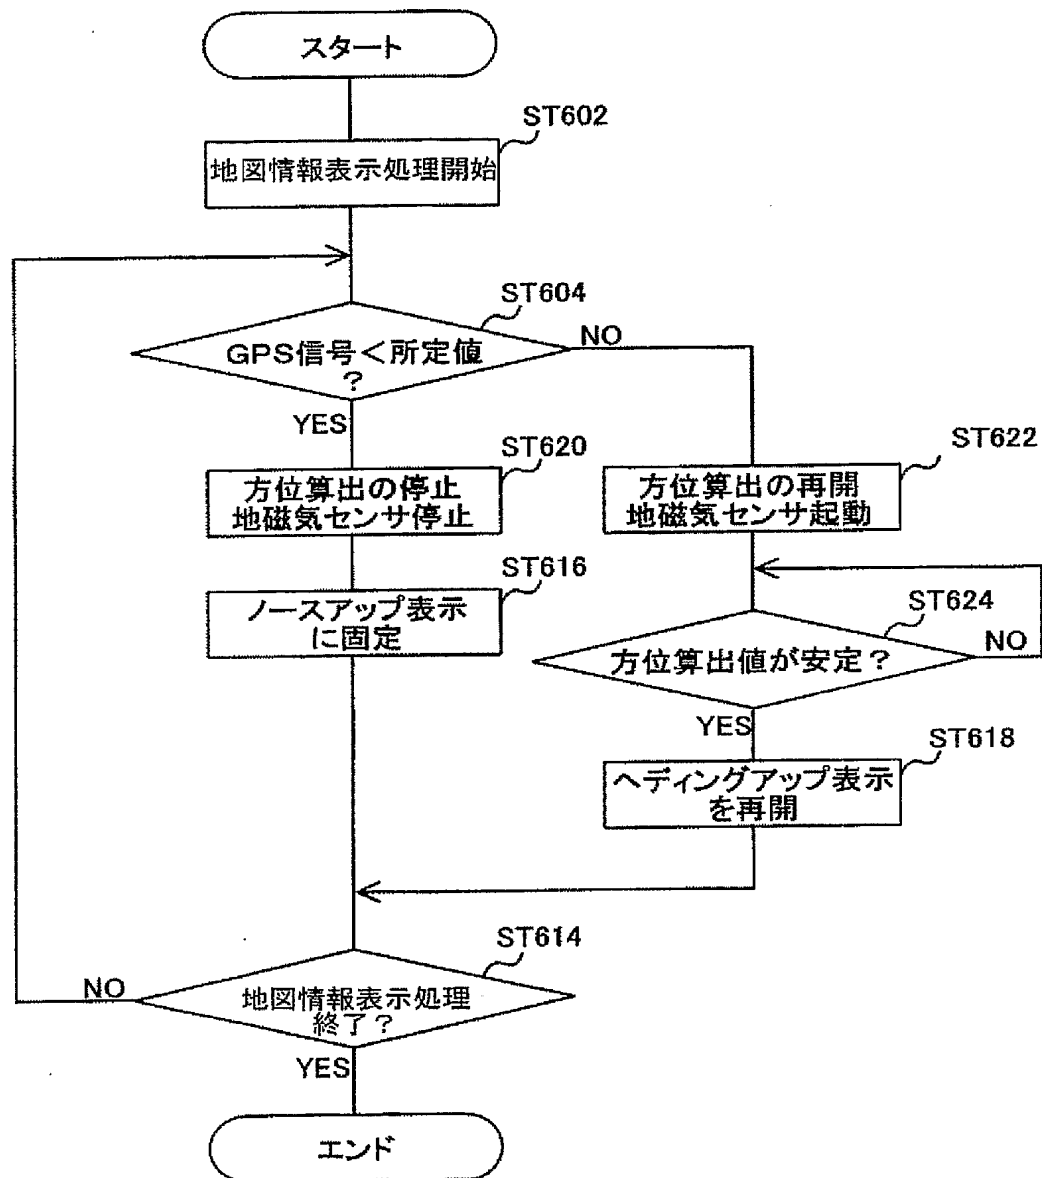 スタート
ST602
地図情報表示処理開始
ST604
GPS信号<所定値
?
NO
YES
ST620
方位算出の停止
地磁気センサ停止
ST622
方位算出の再開
地磁気センサ起動
ST616
ノースアップ表示
に固定
ST624
方位算出値が安定?
NO
YES
ST618
ヘディングアップ表示
を再開
ST614
地図情報表示処理
終了?
NO
YES
エンド